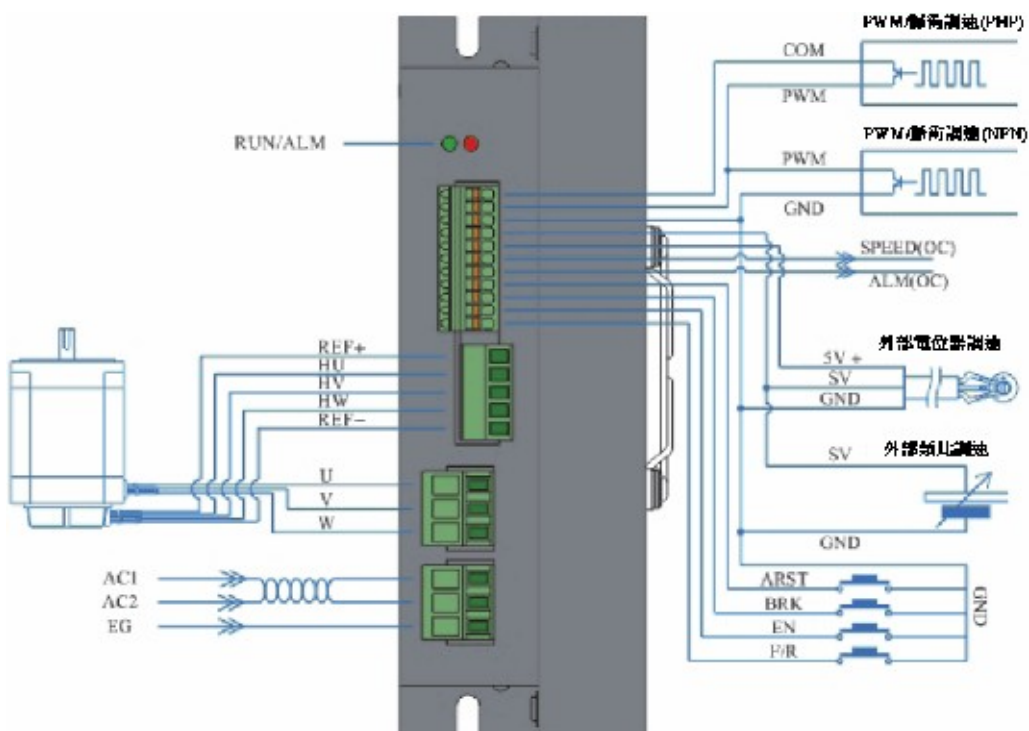 PWM/脈衝調速(PHP)
COM
PWM
PWM/脈衝調速(NPN)
PWM
GND
RUN/ALM
SPEED(OC)
ALM(OC)
外部電位器調速
5V+
SV
GND
外部類比調速
SV
GND
REF+
HU
HV
HW
REF-
U
V
W
AC1
AC2
EG
ARST
BRK
EN
F/R
GND